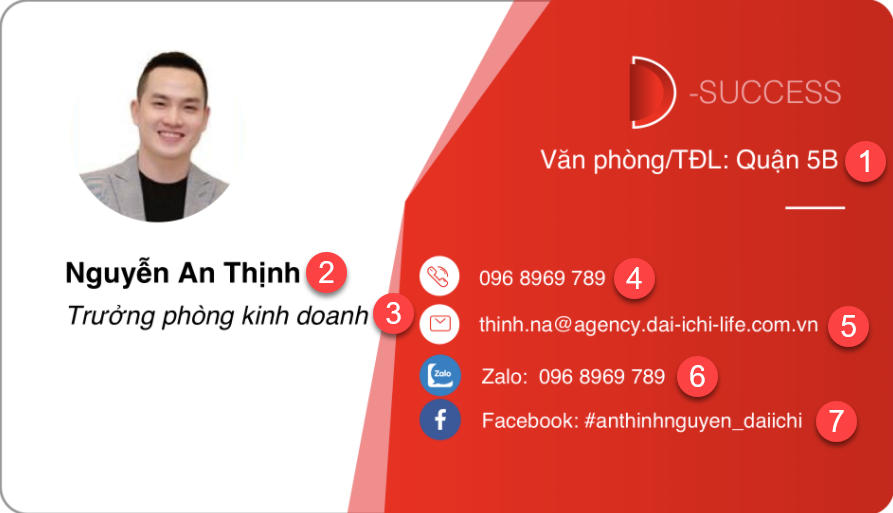 D-SUCCESS
Văn phòng/TĐL: Quận 5B 1
Nguyễn An Thịnh 2
Trưởng phòng kinh doanh 3
096 8969 789 4
thinh.na@agency.dai-ichi-life.com.vn 5
Zalo Zalo: 096 8969 789 6
f Facebook: #anthinhnguyen_daiichi 7